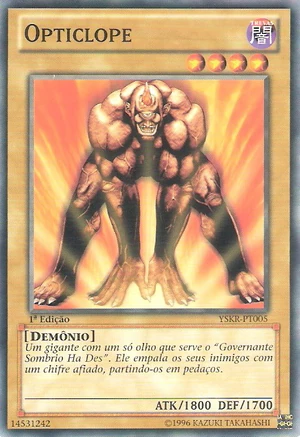 OPTICLOPE
TREVAS
闇
1ª Edição
YSKR-PT005
[DEMÔNIO]
Um gigante com um só olho que serve o "Governante
Sombrio Ha Des". Ele empala os seus inimigos com
um chifre afiado, partindo-os em pedaços.
ATK/1800 DEF/1700
14531242
©1996 KAZUKI TAKAHASHI